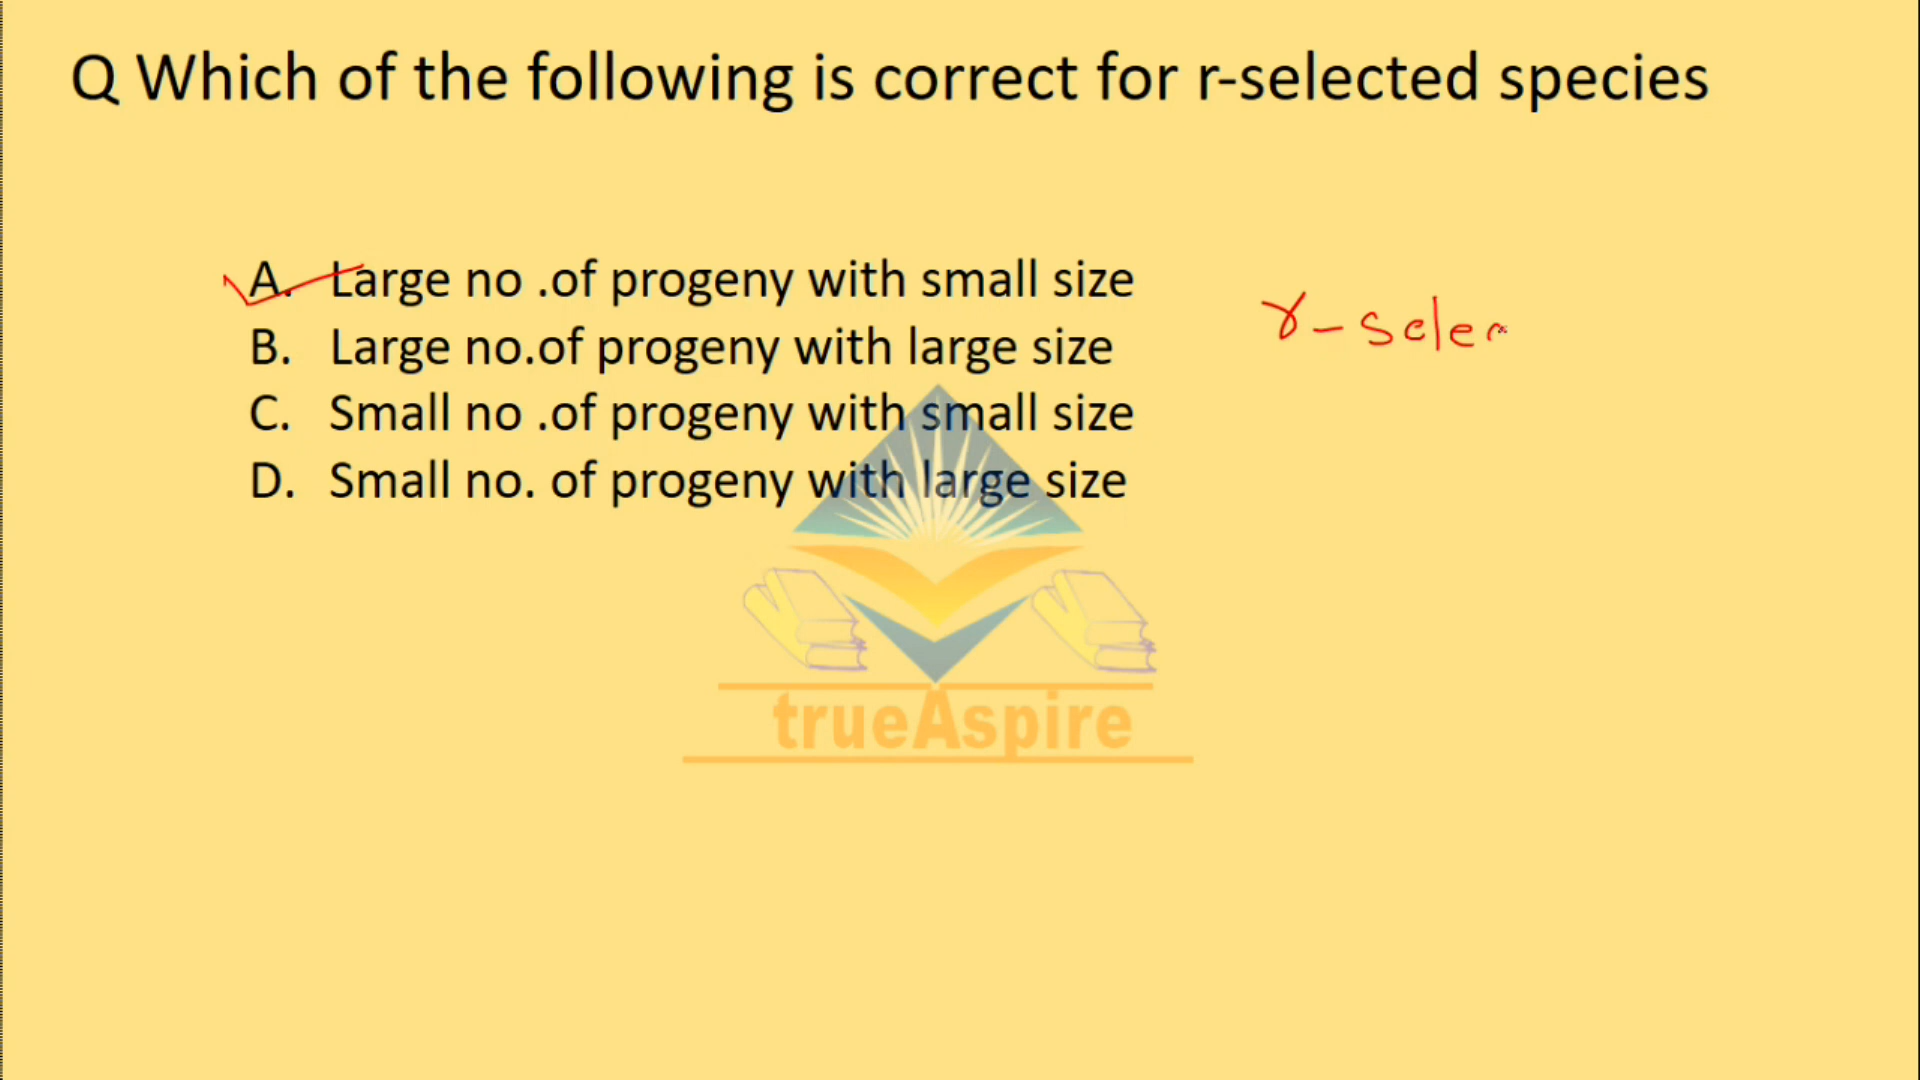 Q Which of the following is correct for r-selected species
A. Large no .of progeny with small size
B. Large no.of progeny with large size
C. Small no .of progeny with small size
D. Small no. of progeny with large size
r-selec
trueAspire